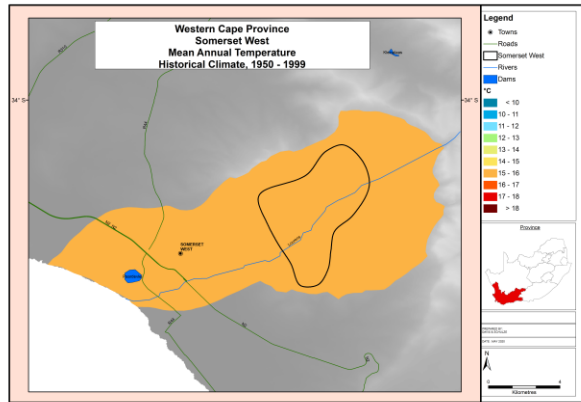 Western Cape Province
Somerset West
Mean Annual Temperature
Historical Climate, 1950 - 1999
34° S
34° S
SOMERSET
WEST
N2
Legend
Towns
Roads
Somerset West
Rivers
Dams
°C
< 10
10 - 11
11 - 12
12 - 13
13 - 14
14 - 15
15 - 16
16 - 17
17 - 18
> 18
Province
N
Kilometres